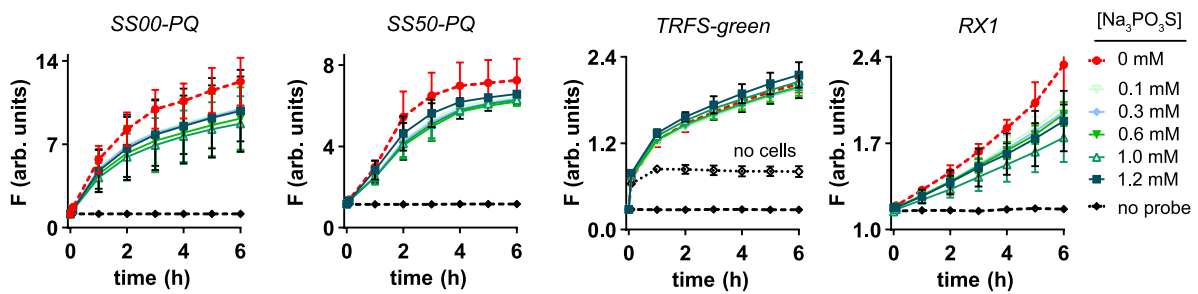 SS00-PQ
SS50-PQ
TRFS-green
RX1
[Na₃PO₃S]
0 mM
0.1 mM
0.3 mM
0.6 mM
1.0 mM
1.2 mM
no probe
F (arb. units)
14
7
0
0 2 4 6
time (h)
F (arb. units)
8
4
0
0 2 4 6
time (h)
F (arb. units)
2.4
1.2
0.0
no cells
0 2 4 6
time (h)
F (arb. units)
2.4
1.7
1.0
0 2 4 6
time (h)